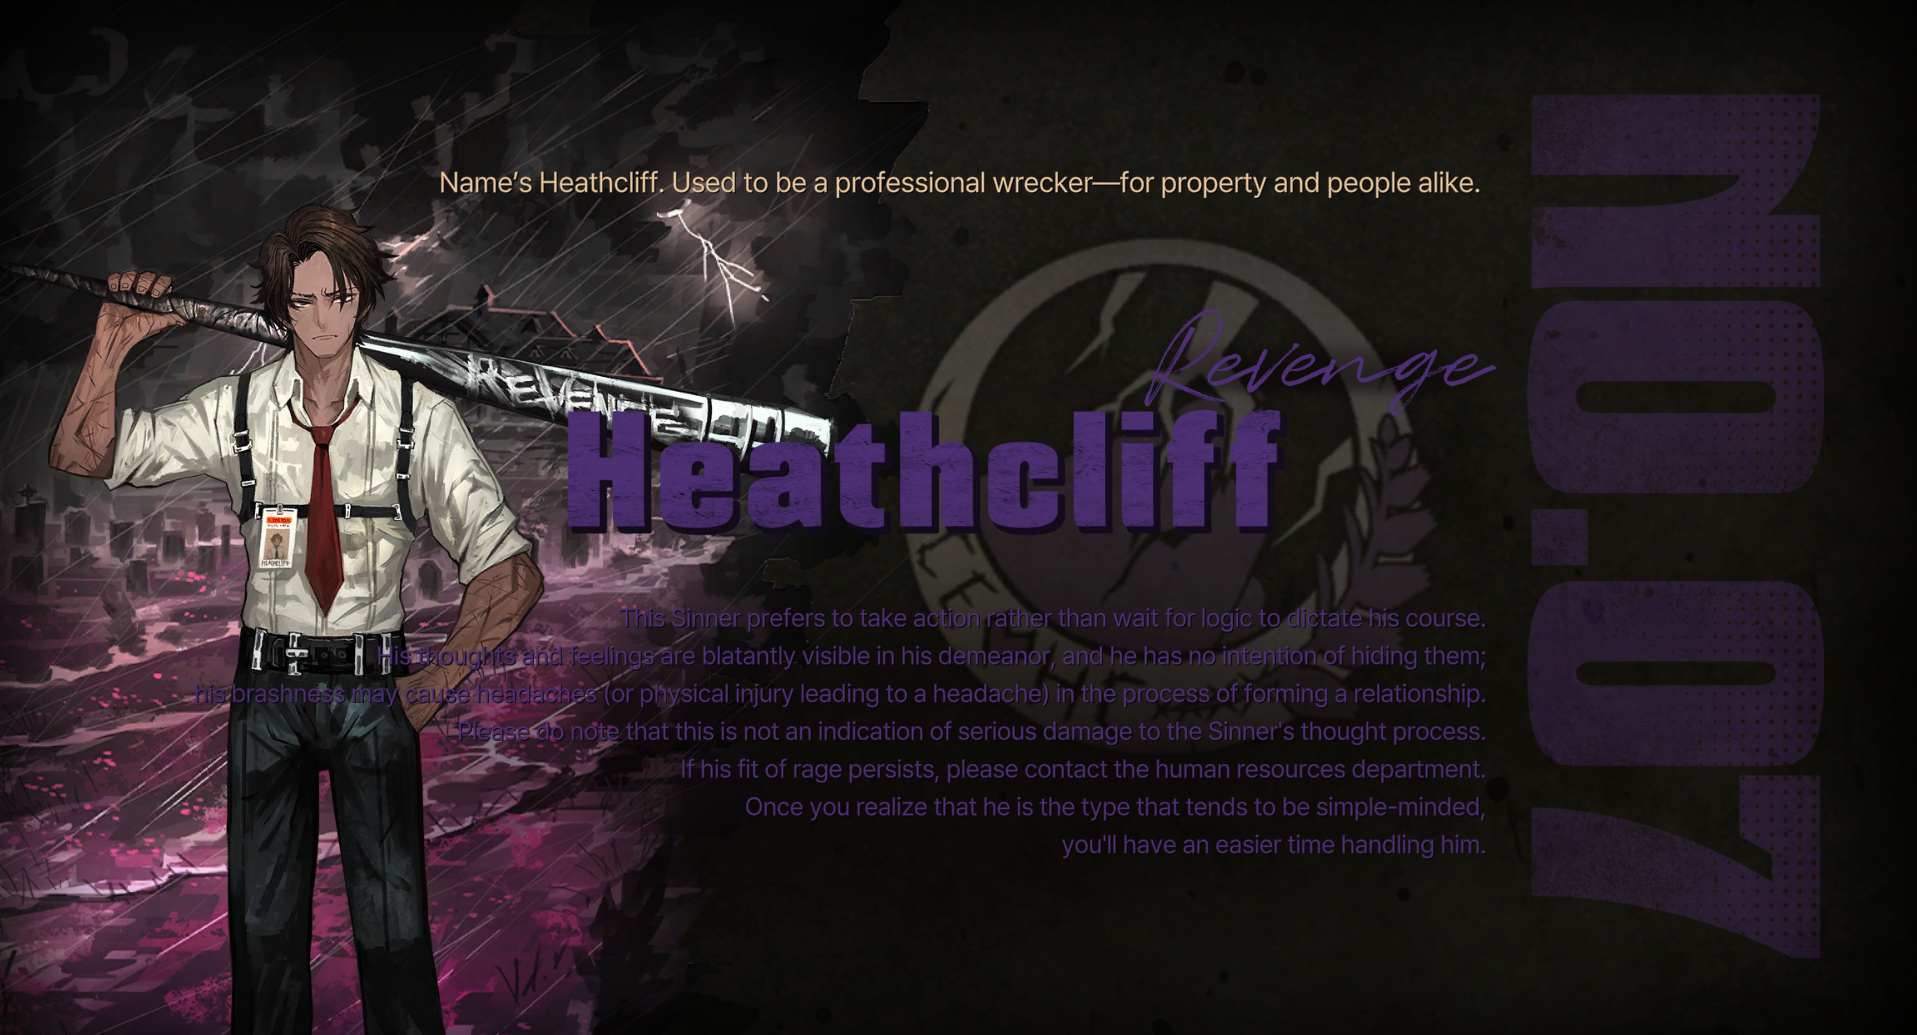 Name's Heathcliff. Used to be a professional wrecker—for property and people alike.
Revenge
REVENGE
Heathcliff
This Sinner prefers to take action rather than wait for logic to dictate his course.
His thoughts and feelings are blatantly visible in his demeanor, and he has no intention of hiding them;
his brashness may cause headaches (or physical injury leading to a headache) in the process of forming a relationship.
Please do note that this is not an indication of serious damage to the Sinner's thought process.
If his fit of rage persists, please contact the human resources department.
Once you realize that he is the type that tends to be simple-minded,
you'll have an easier time handling him.
NO.07